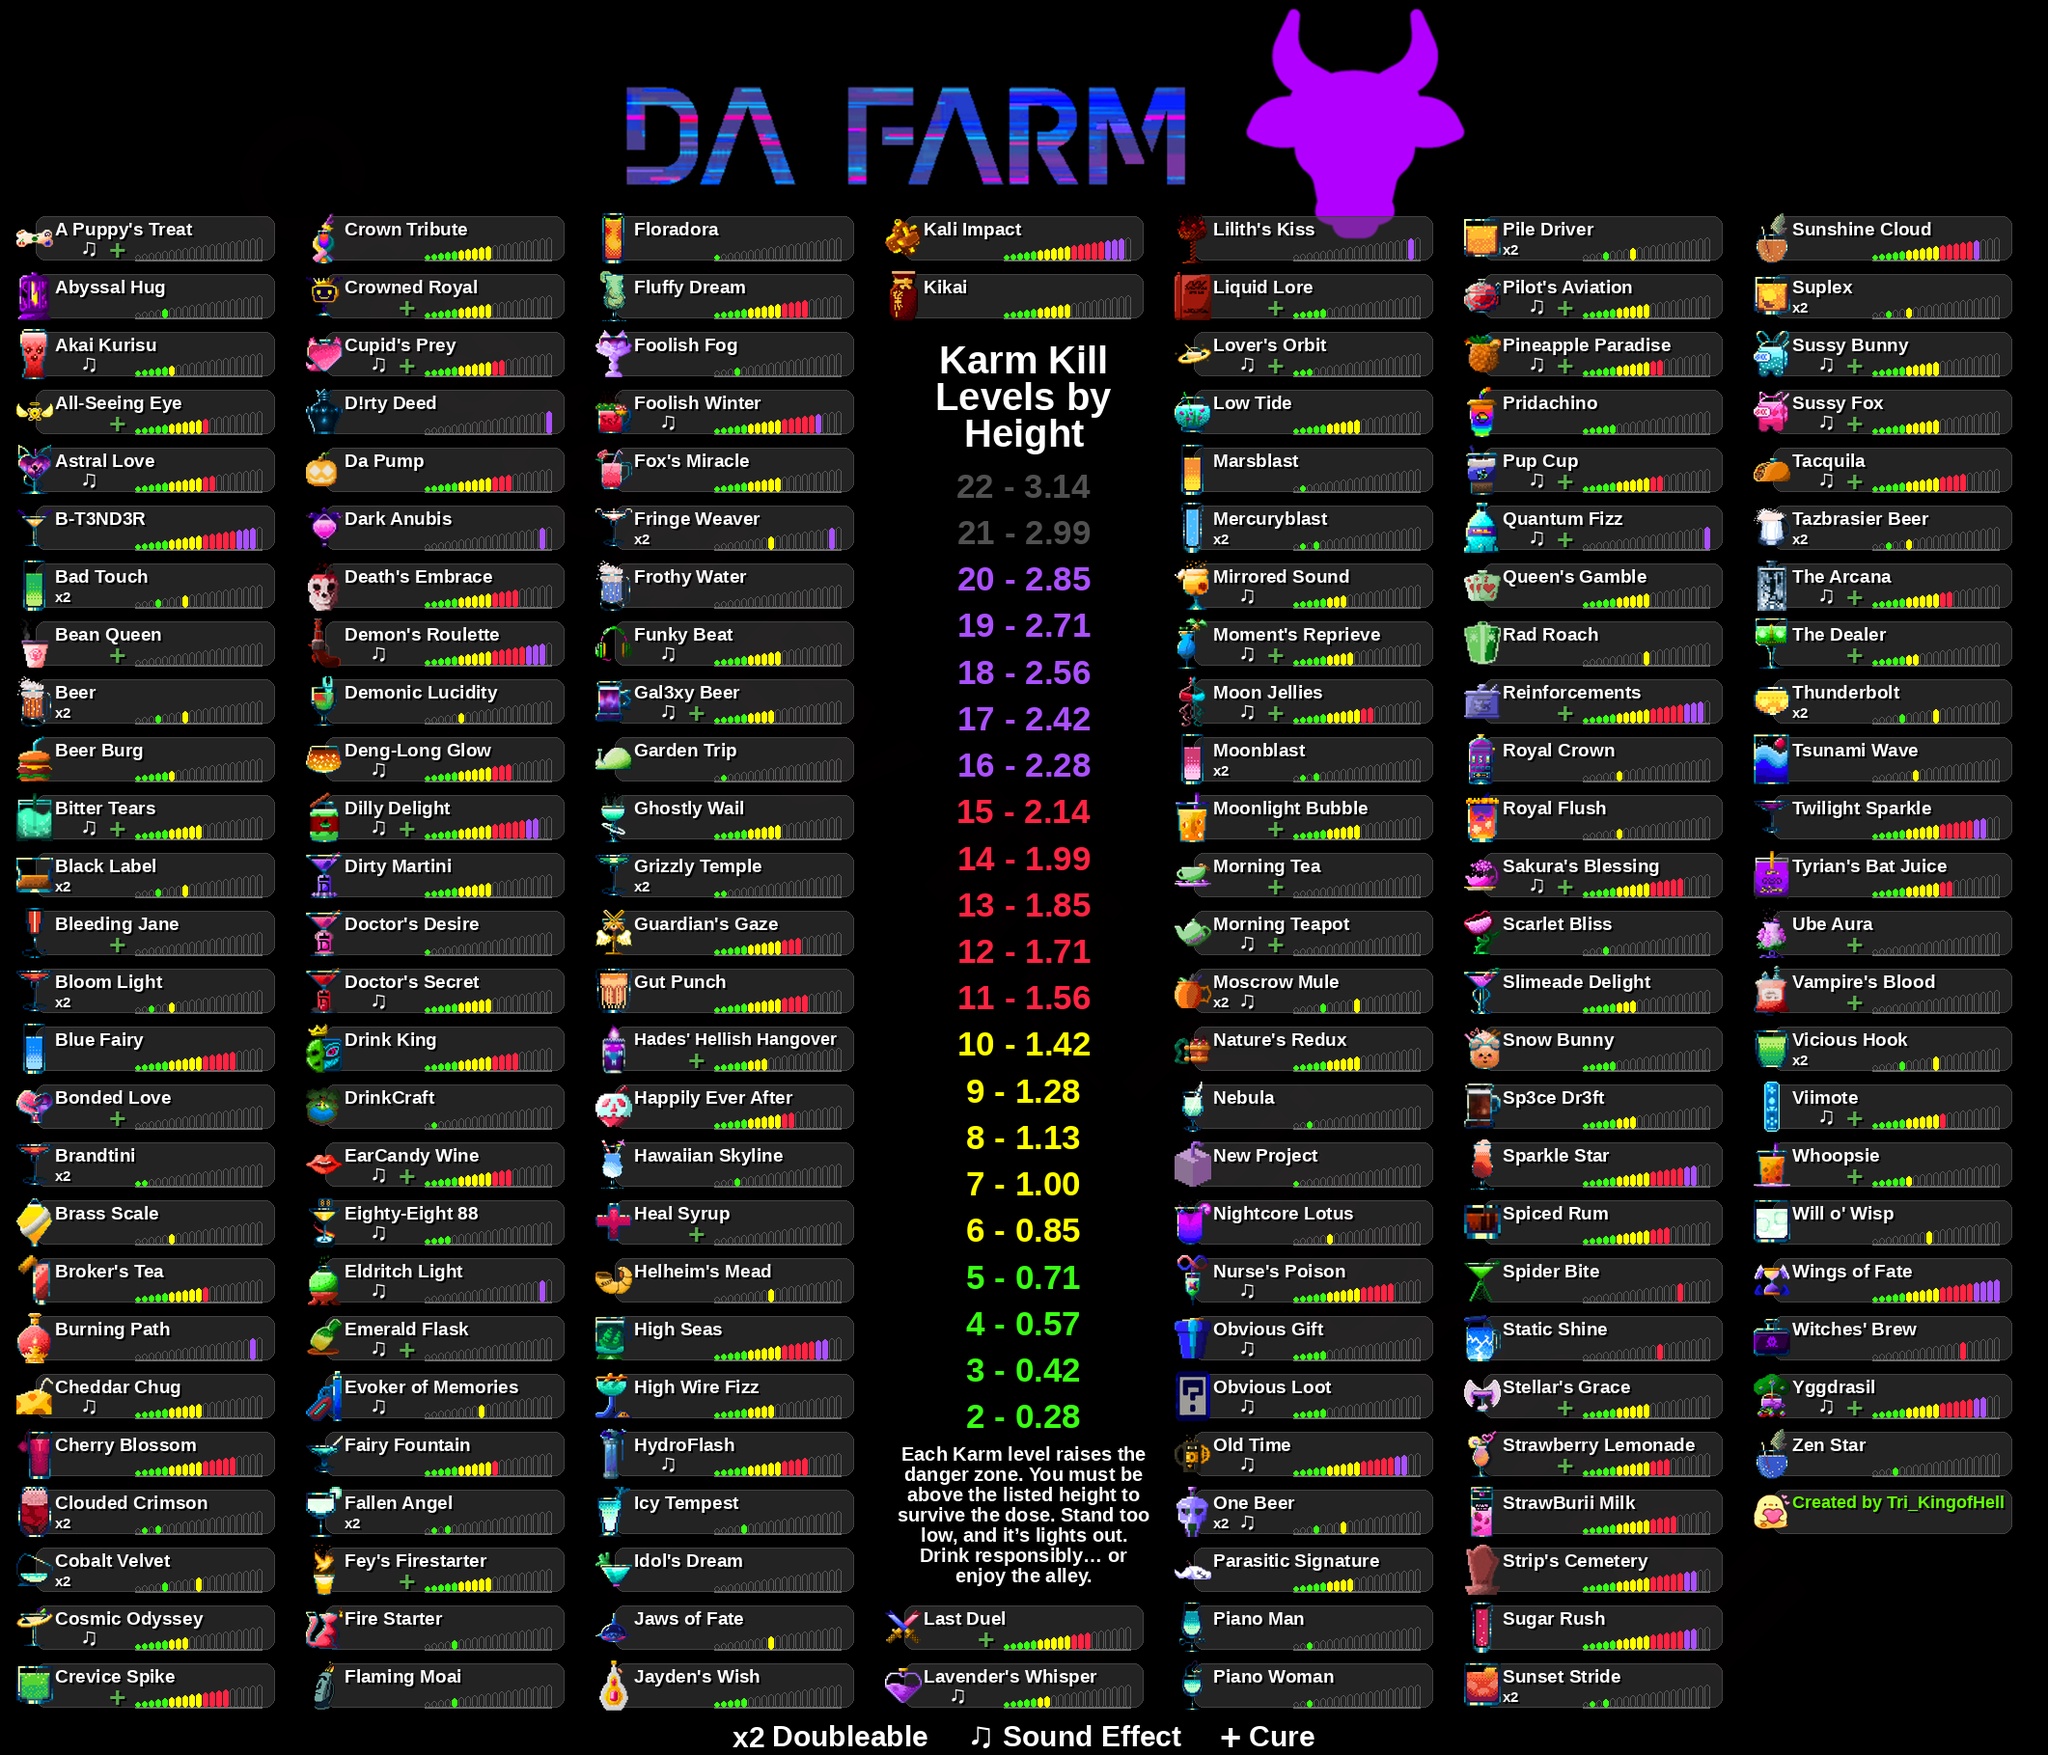 DA FARM
A Puppy's Treat
♫ +
Abyssal Hug
Akai Kurisu
♫
All-Seeing Eye
+
Astral Love
♫
B-T3ND3R
Bad Touch
x2
Bean Queen
+
Beer
x2
Beer Burg
Bitter Tears
♫ +
Black Label
x2
Bleeding Jane
+
Bloom Light
x2
Blue Fairy
Bonded Love
+
Brandtini
x2
Brass Scale
Broker's Tea
Burning Path
Cheddar Chug
♫
Cherry Blossom
Clouded Crimson
x2
Cobalt Velvet
x2
Cosmic Odyssey
♫
Crevice Spike
+
Crown Tribute
Crowned Royal
+
Cupid's Prey
♫ +
D!rty Deed
Da Pump
Dark Anubis
Death's Embrace
Demon's Roulette
♫
Demonic Lucidity
Deng-Long Glow
♫
Dilly Delight
♫ +
Dirty Martini
Doctor's Desire
Doctor's Secret
♫
Drink King
DrinkCraft
EarCandy Wine
♫ +
Eighty-Eight 88
♫
Eldritch Light
♫
Emerald Flask
♫ +
Evoker of Memories
♫
Fairy Fountain
Fallen Angel
x2
Fey's Firestarter
+
Fire Starter
Flaming Moai
Floradora
Fluffy Dream
Foolish Fog
Foolish Winter
♫
Fox's Miracle
Fringe Weaver
x2
Frothy Water
Funky Beat
♫
Gal3xy Beer
♫ +
Garden Trip
Ghostly Wail
Grizzly Temple
x2
Guardian's Gaze
Gut Punch
Hades' Hellish Hangover
+
Happily Ever After
Hawaiian Skyline
Heal Syrup
+
Helheim's Mead
High Seas
High Wire Fizz
HydroFlash
♫
Icy Tempest
Idol's Dream
Jaws of Fate
Jayden's Wish
Kali Impact
Kikai
Karm Kill
Levels by
Height
22 - 3.14
21 - 2.99
20 - 2.85
19 - 2.71
18 - 2.56
17 - 2.42
16 - 2.28
15 - 2.14
14 - 1.99
13 - 1.85
12 - 1.71
11 - 1.56
10 - 1.42
9 - 1.28
8 - 1.13
7 - 1.00
6 - 0.85
5 - 0.71
4 - 0.57
3 - 0.42
2 - 0.28
Each Karm level raises the
danger zone. You must be
above the listed height to
survive the dose. Stand too
low, and it's lights out.
Drink responsibly… or
enjoy the alley.
Last Duel
+
Lavender's Whisper
♫
Lilith's Kiss
Liquid Lore
+
Lover's Orbit
♫ +
Low Tide
Marsblast
Mercuryblast
x2
Mirrored Sound
♫
Moment's Reprieve
♫ +
Moon Jellies
♫ +
Moonblast
x2
Moonlight Bubble
+
Morning Tea
+
Morning Teapot
♫ +
Moscrow Mule
x2 ♫
Nature's Redux
Nebula
New Project
Nightcore Lotus
Nurse's Poison
♫
Obvious Gift
Obvious Loot
♫
Old Time
♫
One Beer
x2 ♫
Parasitic Signature
Piano Man
Piano Woman
Pile Driver
x2
Pilot's Aviation
♫ +
Pineapple Paradise
♫ +
Pridachino
Pup Cup
♫ +
Quantum Fizz
♫ +
Queen's Gamble
Rad Roach
Reinforcements
+
Royal Crown
Royal Flush
Sakura's Blessing
♫ +
Scarlet Bliss
Slimeade Delight
Snow Bunny
Sp3ce Dr3ft
Sparkle Star
Spiced Rum
Spider Bite
Static Shine
Stellar's Grace
+
Strawberry Lemonade
+
StrawBurii Milk
Strip's Cemetery
Sugar Rush
Sunset Stride
x2
Sunshine Cloud
Suplex
x2
Sussy Bunny
♫ +
Sussy Fox
♫ +
Tacquila
♫ +
Tazbrasier Beer
x2
The Arcana
♫ +
The Dealer
+
Thunderbolt
x2
Tsunami Wave
Twilight Sparkle
Tyrian's Bat Juice
Ube Aura
+
Vampire's Blood
+
Vicious Hook
x2
Viimote
♫ +
Whoopsie
+
Will o' Wisp
Wings of Fate
Witches' Brew
Yggdrasil
♫ +
Zen Star
Created by Tri_KingofHell
x2 Doubleable ♫ Sound Effect + Cure